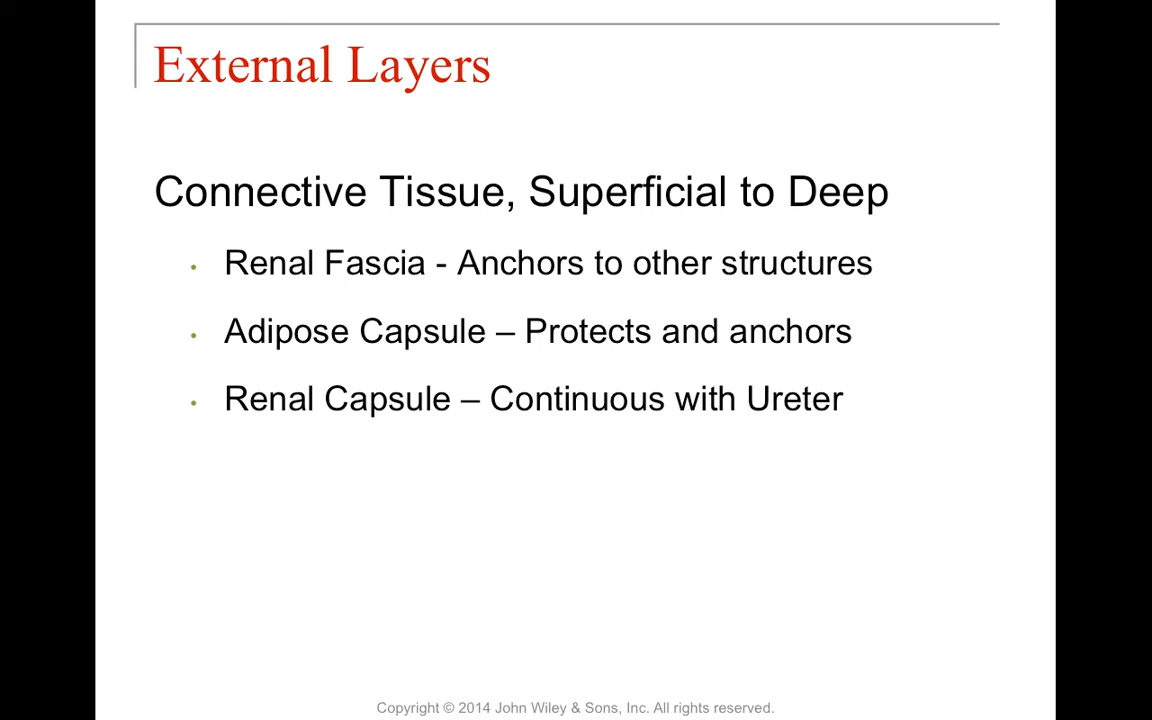 External Layers
Connective Tissue, Superficial to Deep
• Renal Fascia - Anchors to other structures
• Adipose Capsule – Protects and anchors
• Renal Capsule – Continuous with Ureter
Copyright © 2014 John Wiley & Sons, Inc. All rights reserved.